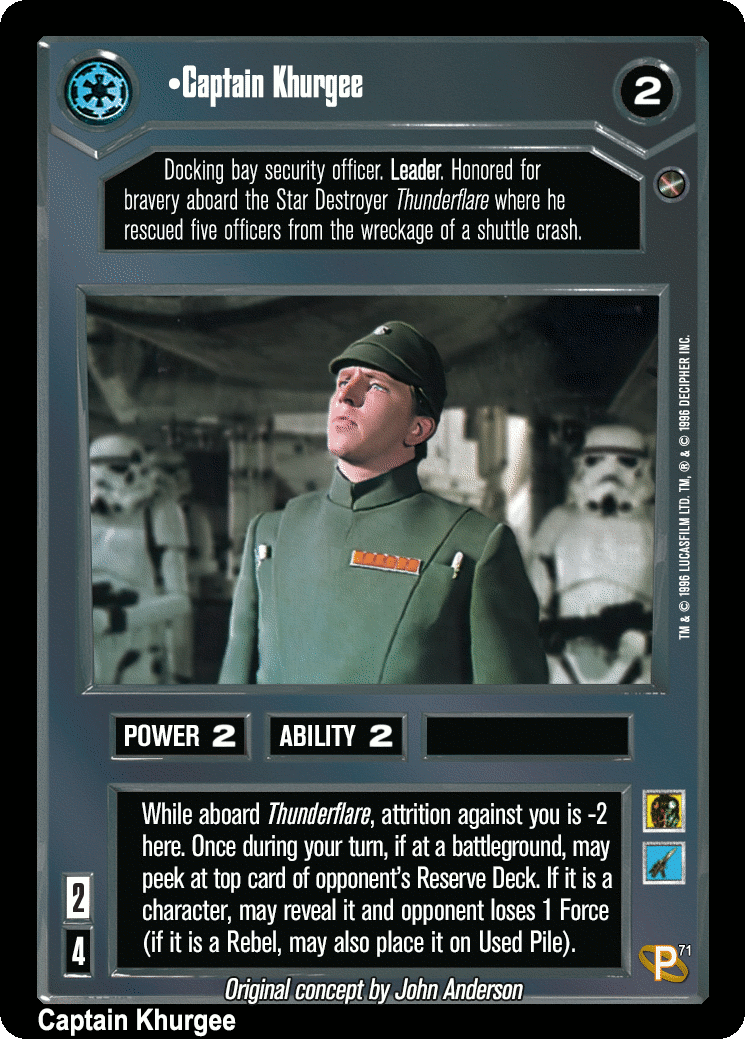 •Captain Khurgee
2
Docking bay security officer. Leader. Honored for
bravery aboard the Star Destroyer Thunderflare where he
rescued five officers from the wreckage of a shuttle crash.
TM & © 1996 LUCASFILM LTD. TM, ® & © 1996 DECIPHER INC.
POWER 2
ABILITY 2
While aboard Thunderflare, attrition against you is -2
here. Once during your turn, if at a battleground, may
peek at top card of opponent's Reserve Deck. If it is a
character, may reveal it and opponent loses 1 Force
(if it is a Rebel, may also place it on Used Pile).
2
4
P 71
Original concept by John Anderson
Captain Khurgee